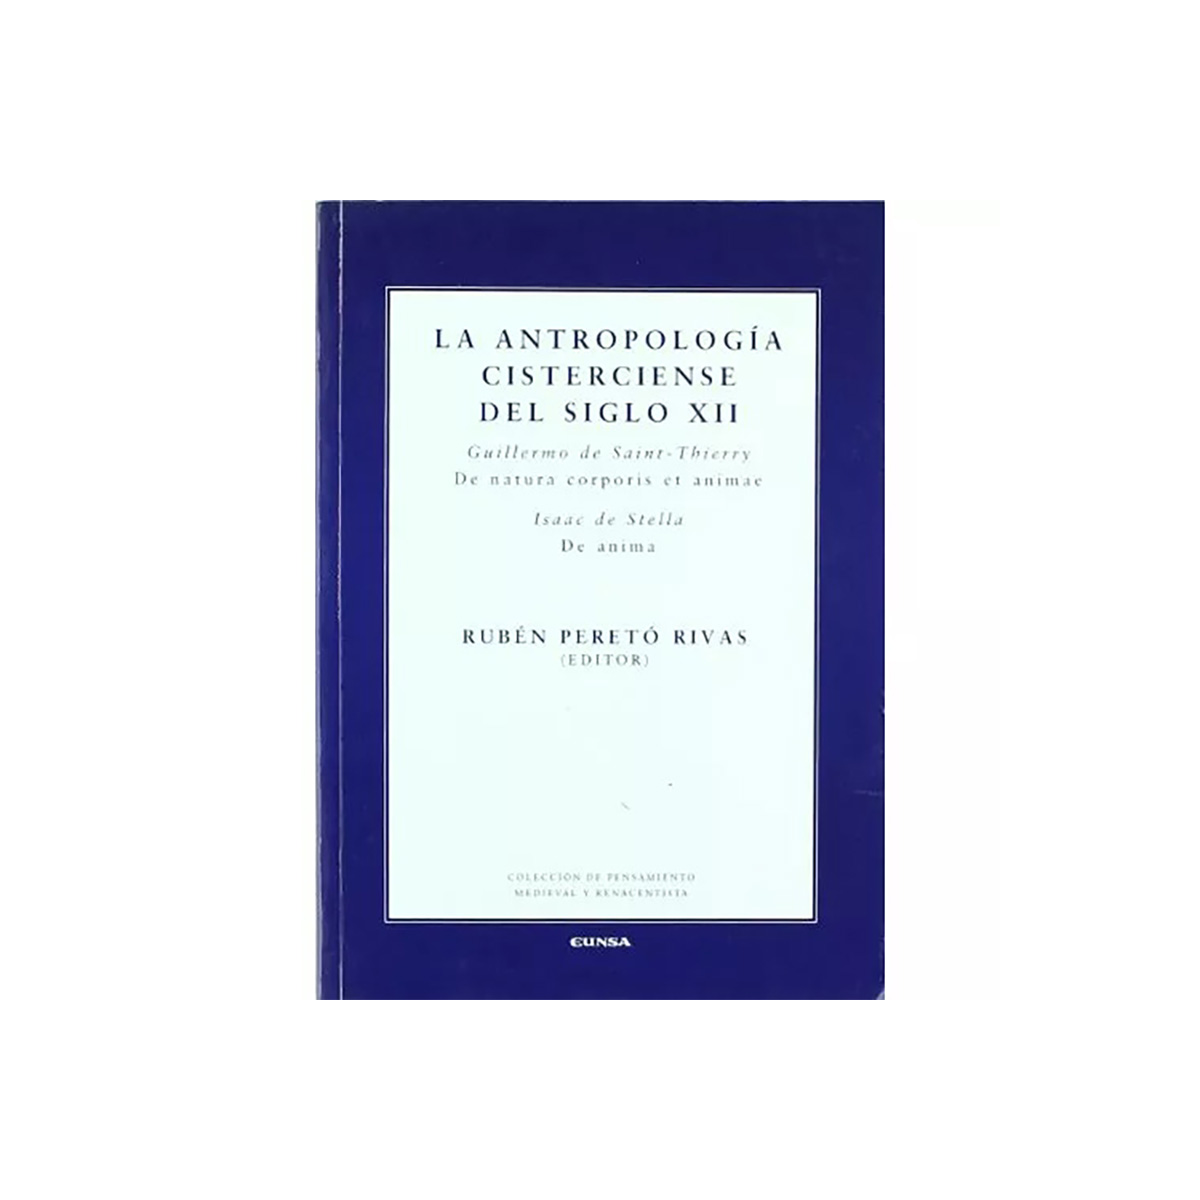 LA ANTROPOLOGÍA
CISTERCIENSE
DEL SIGLO XII
Guillermo de Saint-Thierry
De natura corporis et animae
Isaac de Stella
De anima
RUBÉN PERETÓ RIVAS
(EDITOR)
COLECCIÓN DE PENSAMIENTO
MEDIEVAL Y RENACENTISTA
EUNSA